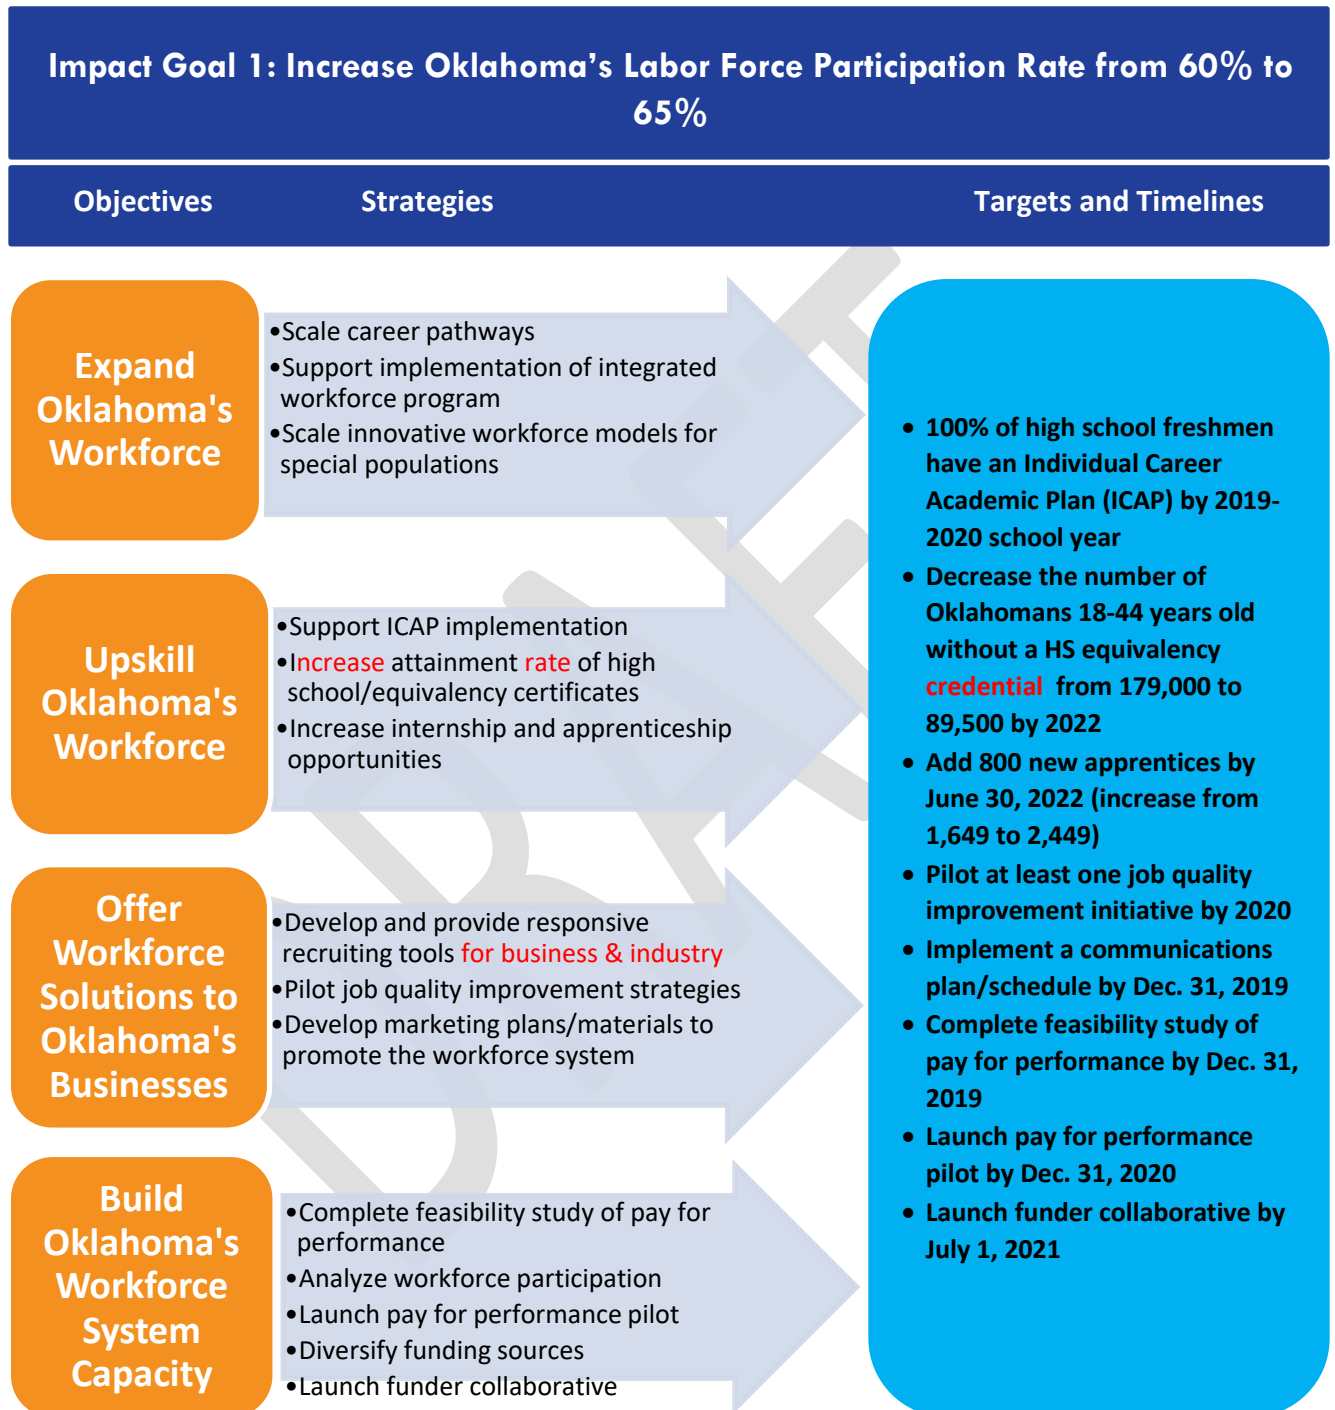 Impact Goal 1: Increase Oklahoma’s Labor Force Participation Rate from 60% to
65%
Objectives
Strategies
Targets and Timelines
Expand
Oklahoma's
Workforce
•Scale career pathways
•Support implementation of integrated
workforce program
•Scale innovative workforce models for
special populations
Upskill
Oklahoma's
Workforce
•Support ICAP implementation
•Increase attainment rate of high
school/equivalency certificates
•Increase internship and apprenticeship
opportunities
Offer
Workforce
Solutions to
Oklahoma's
Businesses
•Develop and provide responsive
recruiting tools for business & industry
•Pilot job quality improvement strategies
•Develop marketing plans/materials to
promote the workforce system
Build
Oklahoma's
Workforce
System
Capacity
•Complete feasibility study of pay for
performance
•Analyze workforce participation
•Launch pay for performance pilot
•Diversify funding sources
•Launch funder collaborative
• 100% of high school freshmen
have an Individual Career
Academic Plan (ICAP) by 2019-
2020 school year
• Decrease the number of
Oklahomans 18-44 years old
without a HS equivalency
credential from 179,000 to
89,500 by 2022
• Add 800 new apprentices by
June 30, 2022 (increase from
1,649 to 2,449)
• Pilot at least one job quality
improvement initiative by 2020
• Implement a communications
plan/schedule by Dec. 31, 2019
• Complete feasibility study of
pay for performance by Dec. 31,
2019
• Launch pay for performance
pilot by Dec. 31, 2020
• Launch funder collaborative by
July 1, 2021
DRAFT